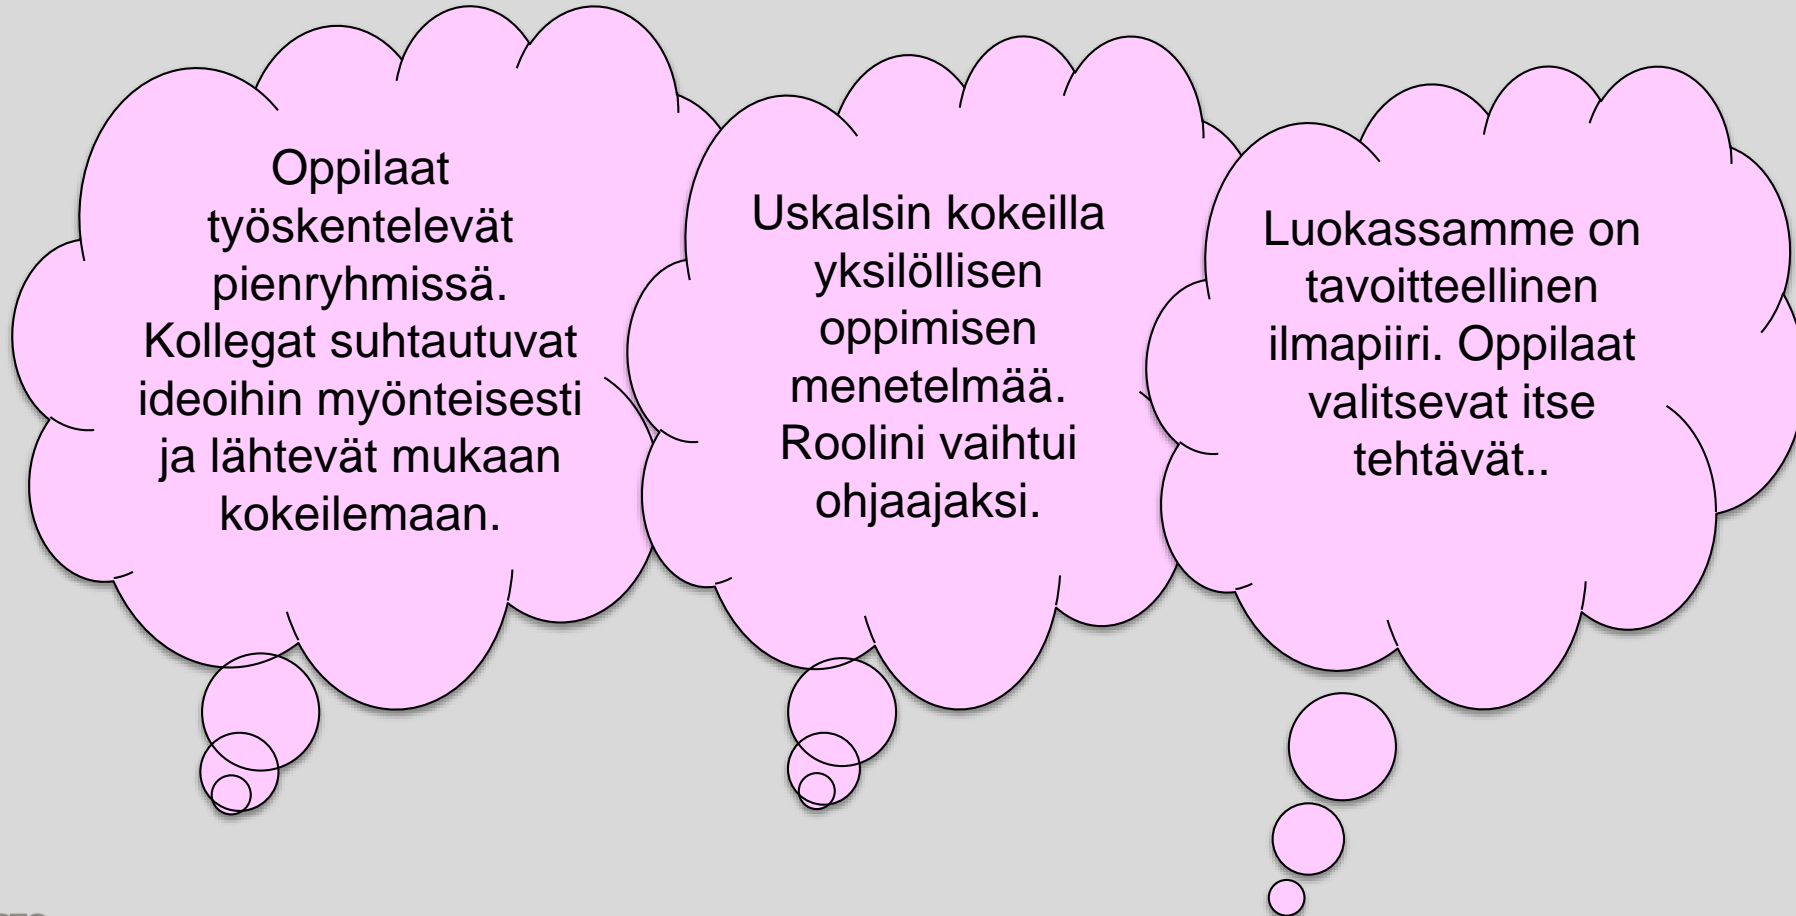 Oppilaat
työskentelevät
pienryhmissä.
Kollegat suhtautuvat
ideoihin myönteisesti
ja lähtevät mukaan
kokeilemaan.
Uskalsin kokeilla
yksilöllisen
oppimisen
menetelmää.
Roolini vaihtui
ohjaajaksi.
Luokassamme on
tavoitteellinen
ilmapiiri. Oppilaat
valitsevat itse
tehtävät..